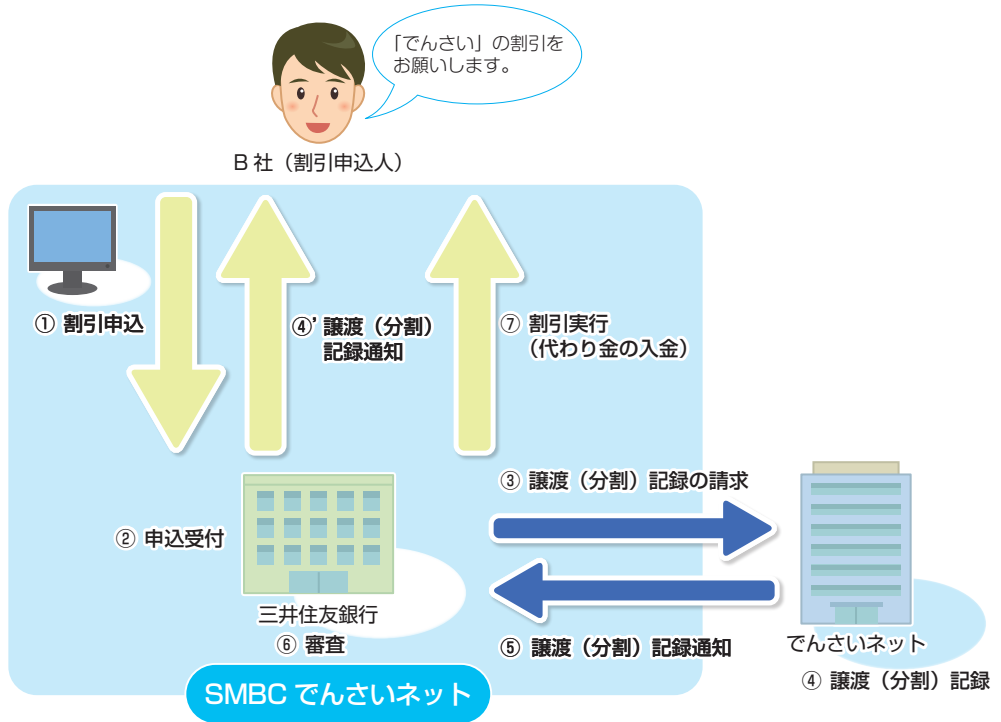 「でんさい」の割引を
お願いします。
B 社（割引申込人）
① 割引申込
④’ 譲渡（分割）
記録通知
⑦ 割引実行
（代わり金の入金）
③ 譲渡（分割）記録の請求
② 申込受付
三井住友銀行
⑥ 審査
⑤ 譲渡（分割）記録通知
でんさいネット
④ 譲渡（分割）記録
SMBC でんさいネット